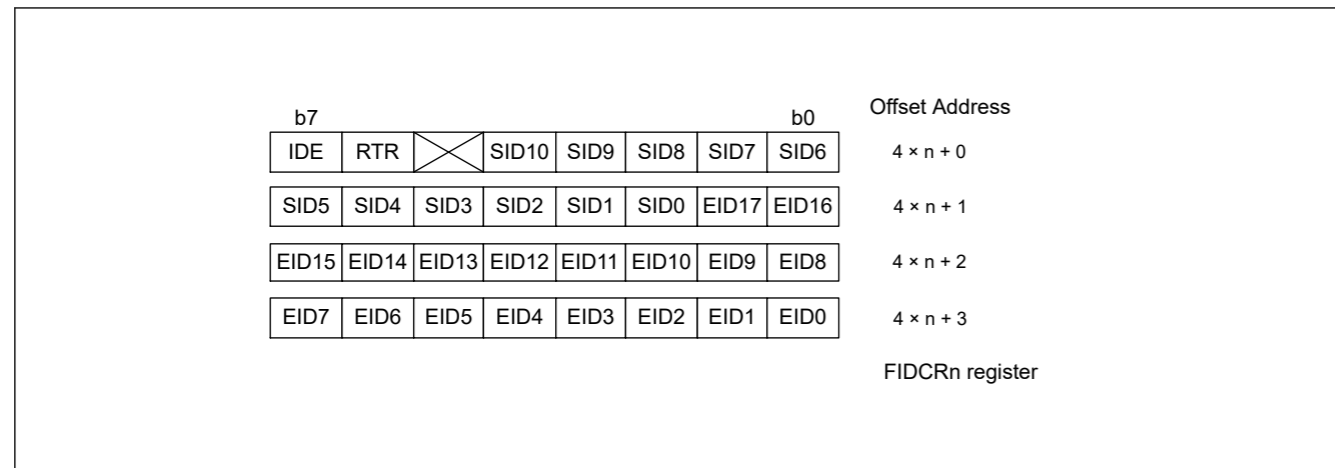 b7 b0 Offset Address
IDE RTR SID10 SID9 SID8 SID7 SID6 4 × n + 0
SID5 SID4 SID3 SID2 SID1 SID0 EID17 EID16 4 × n + 1
EID15 EID14 EID13 EID12 EID11 EID10 EID9 EID8 4 × n + 2
EID7 EID6 EID5 EID4 EID3 EID2 EID1 EID0 4 × n + 3
FIDCRn register